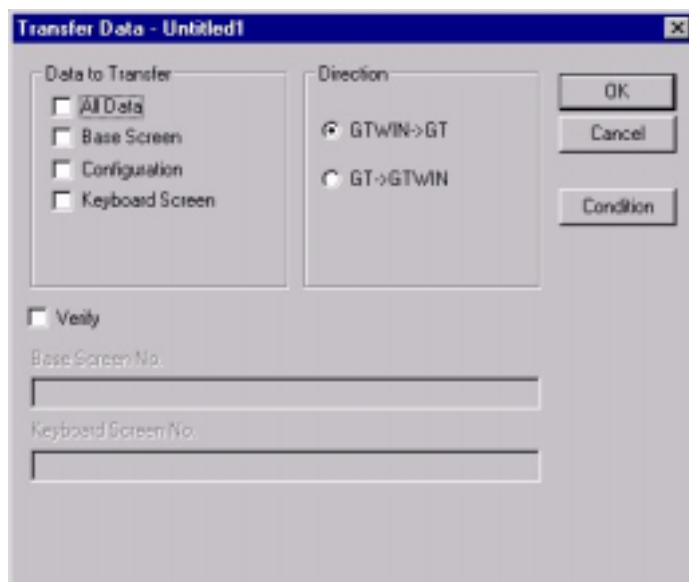 Transfer Data - Untitled1
Data to Transfer
All Data
Base Screen
Configuration
Keyboard Screen
Direction
GTWIN->GT
GT->GTWIN
OK
Cancel
Condition
Verify
Base Screen No.
Keyboard Screen No.